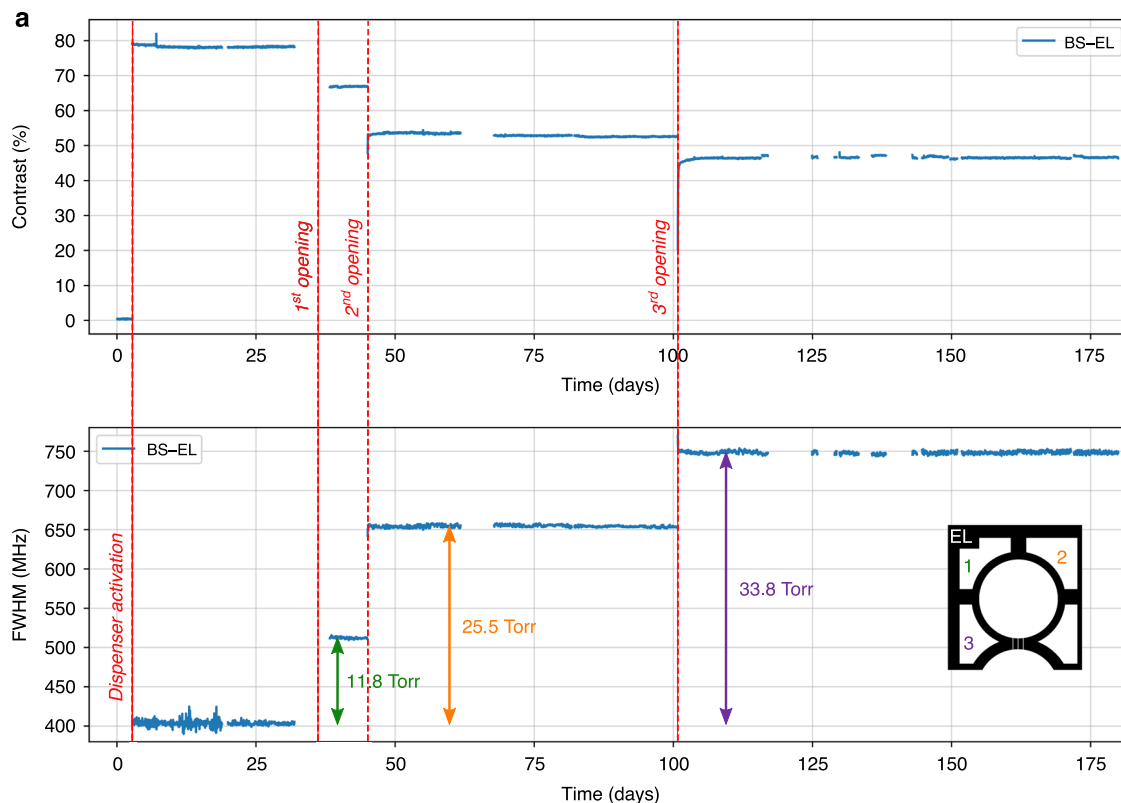 a
80
70
60
50
40
30
20
10
0
Contrast (%)
BS–EL
1st opening
2nd opening
3rd opening
0 25 50 75 100 125 150 175
Time (days)
750
700
650
600
550
500
450
400
FWHM (MHz)
BS–EL
Dispenser activation
11.8 Torr
25.5 Torr
33.8 Torr
EL
1 2
3
0 25 50 75 100 125 150 175
Time (days)